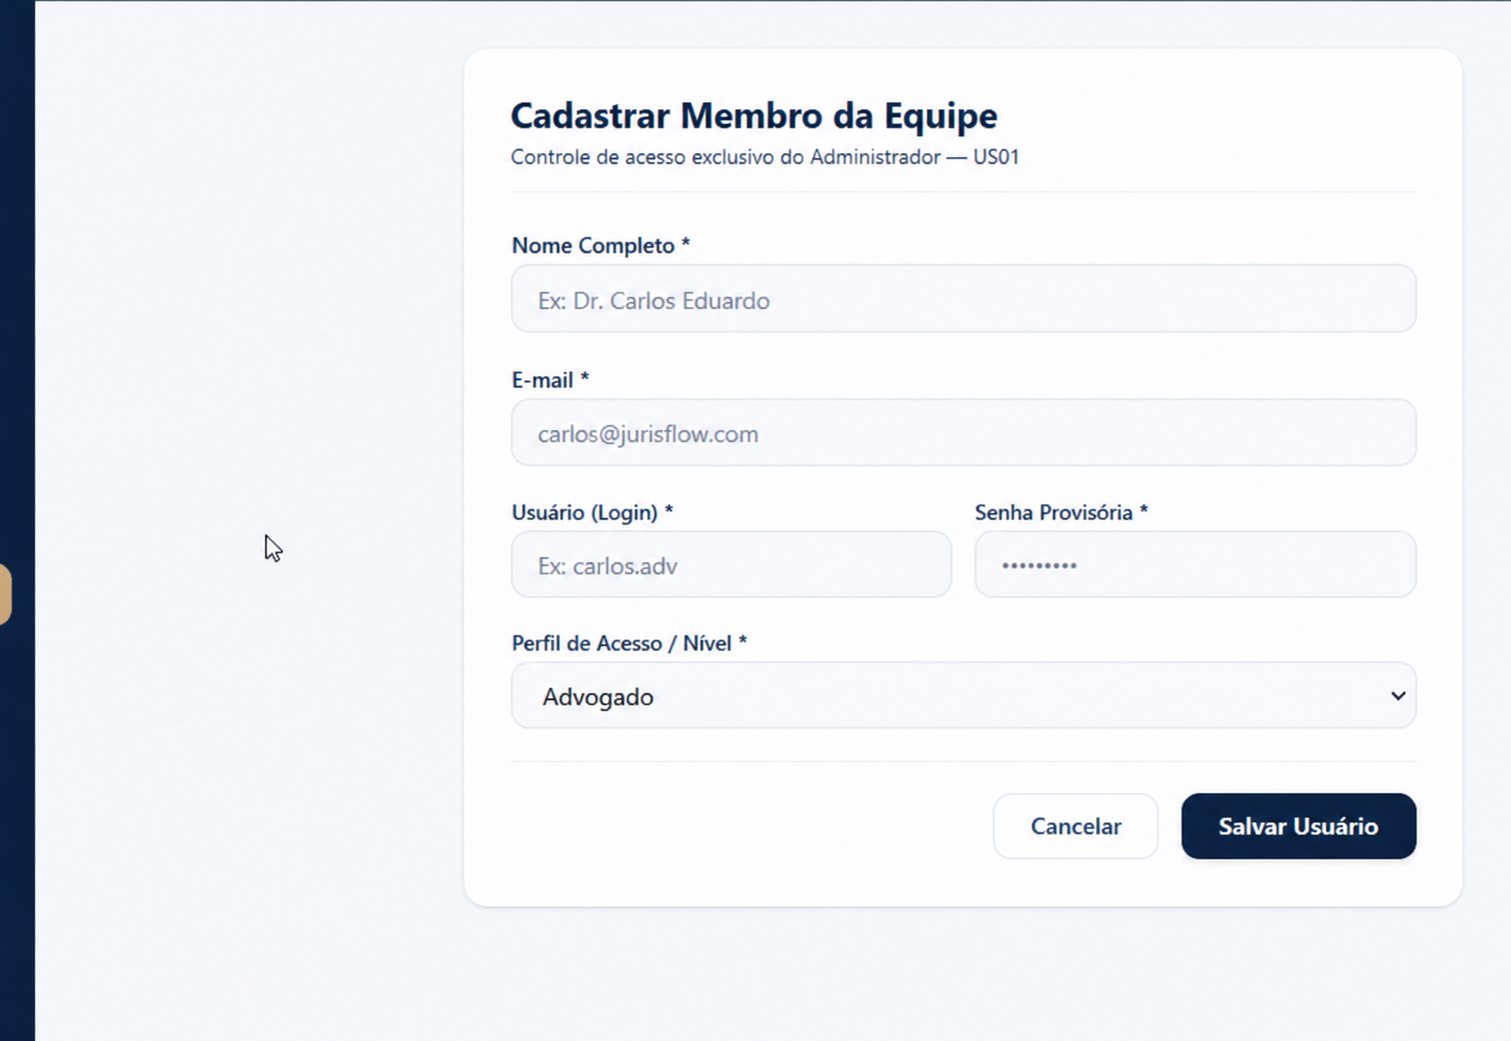 Cadastrar Membro da Equipe
Controle de acesso exclusivo do Administrador — US01
Nome Completo *
Ex: Dr. Carlos Eduardo
E-mail *
carlos@jurisflow.com
Usuário (Login) *
Senha Provisória *
Ex: carlos.adv
•••••••••
Perfil de Acesso / Nível *
Advogado
Cancelar
Salvar Usuário